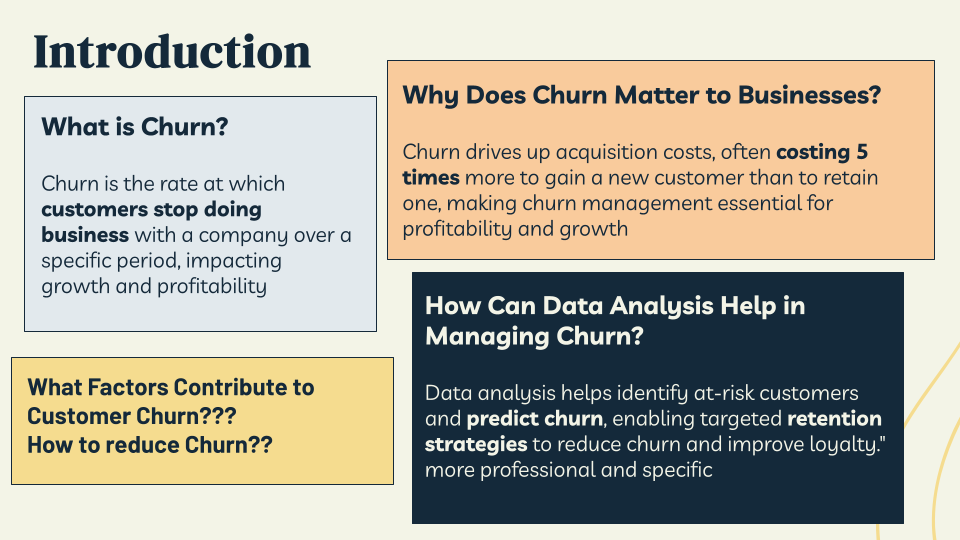 Introduction
What is Churn?
Churn is the rate at which
customers stop doing
business with a company over a
specific period, impacting
growth and profitability
Why Does Churn Matter to Businesses?
Churn drives up acquisition costs, often costing 5
times more to gain a new customer than to retain
one, making churn management essential for
profitability and growth
What Factors Contribute to
Customer Churn???
How to reduce Churn??
How Can Data Analysis Help in
Managing Churn?
Data analysis helps identify at-risk customers
and predict churn, enabling targeted retention
strategies to reduce churn and improve loyalty."
more professional and specific